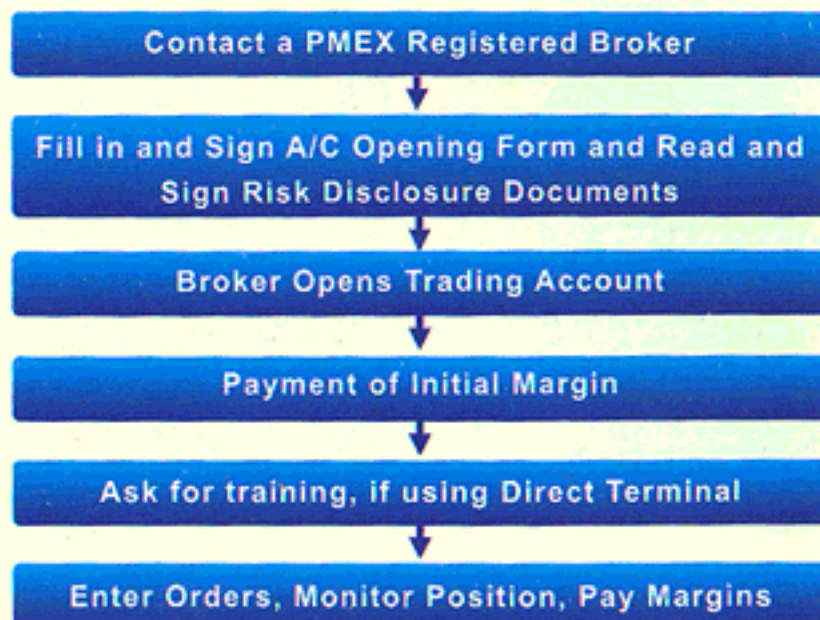 Contact a PMEX Registered Broker
Fill in and Sign A/C Opening Form and Read and
Sign Risk Disclosure Documents
Broker Opens Trading Account
Payment of Initial Margin
Ask for training, if using Direct Terminal
Enter Orders, Monitor Position, Pay Margins